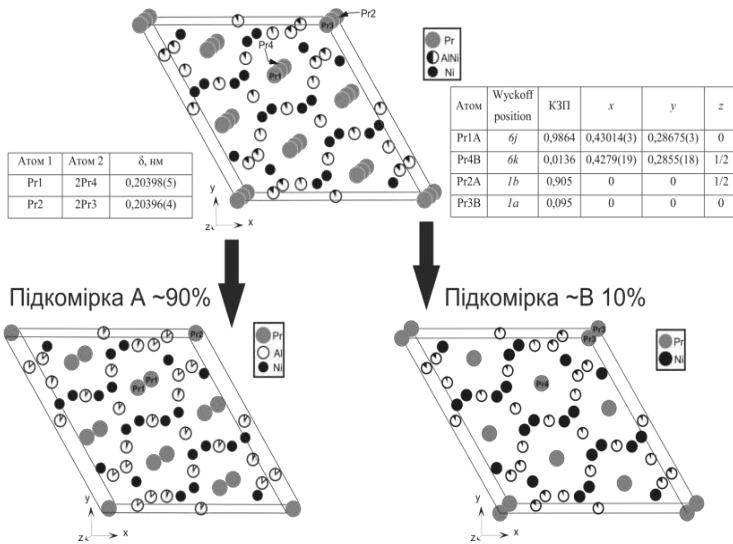 Pr2
Pr3
Pr4
Pr1
Pr
AlNi
Ni
Атом Wyckoff position КЗП x y z
Pr1A 6j 0,9864 0,43014(3) 0,28675(3) 0
Pr4B 6k 0,0136 0,4279(19) 0,2855(18) 1/2
Pr2A 1b 0,905 0 0 1/2
Pr3B 1a 0,095 0 0 0
Атом 1 Атом 2 δ, нм
Pr1 2Pr4 0,20398(5)
Pr2 2Pr3 0,20396(4)
y
z x
Підкомірка А ~90%
Підкомірка ~В 10%
Pr2
Pr1 Pr1
Pr
Al
Ni
y
z x
Pr3
Pr3
Pr4
Pr
Ni
y
z x